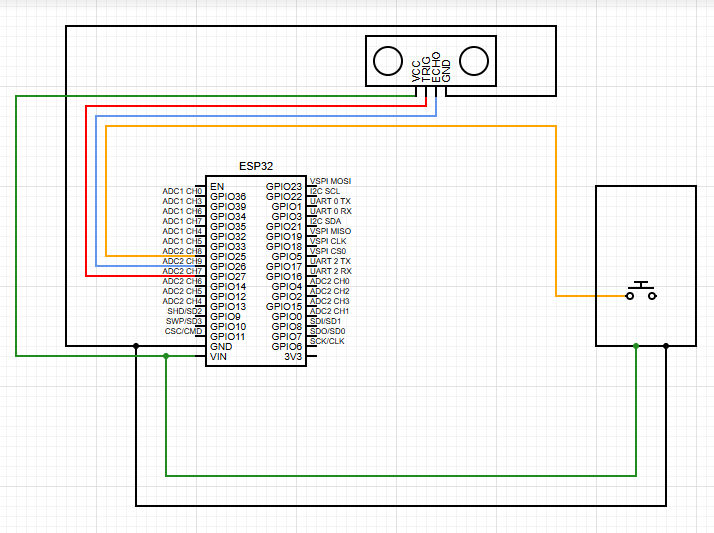 VCC
TRIG
ECHO
GND
ESP32
EN
GPIO36
GPIO39
GPIO34
GPIO35
GPIO32
GPIO33
GPIO25
GPIO26
GPIO27
GPIO14
GPIO12
GPIO13
GPIO9
GPIO10
GPIO11
GND
VIN
GPIO23
GPIO22
GPIO1
GPIO3
GPIO21
GPIO19
GPIO18
GPIO5
GPIO17
GPIO16
GPIO4
GPIO2
GPIO15
GPIO0
GPIO8
GPIO7
GPIO6
3V3
ADC1 CH0
ADC1 CH3
ADC1 CH6
ADC1 CH7
ADC1 CH4
ADC1 CH5
ADC2 CH8
ADC2 CH9
ADC2 CH7
ADC2 CH6
ADC2 CH5
ADC2 CH4
SHD/SD2
SWP/SD3
CSC/CMD
VSPI MOSI
I2C SCL
UART 0 TX
UART 0 RX
I2C SDA
VSPI MISO
VSPI CLK
VSPI CS0
UART 2 TX
UART 2 RX
ADC2 CH0
ADC2 CH2
ADC2 CH3
ADC2 CH1
SDI/SD1
SDO/SD0
SCK/CLK